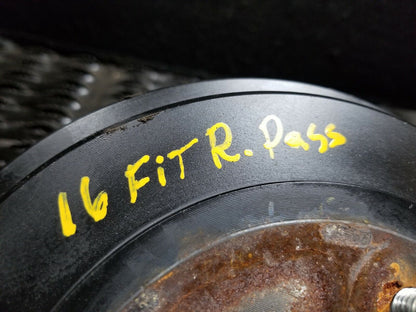 16 FiT R. Pass